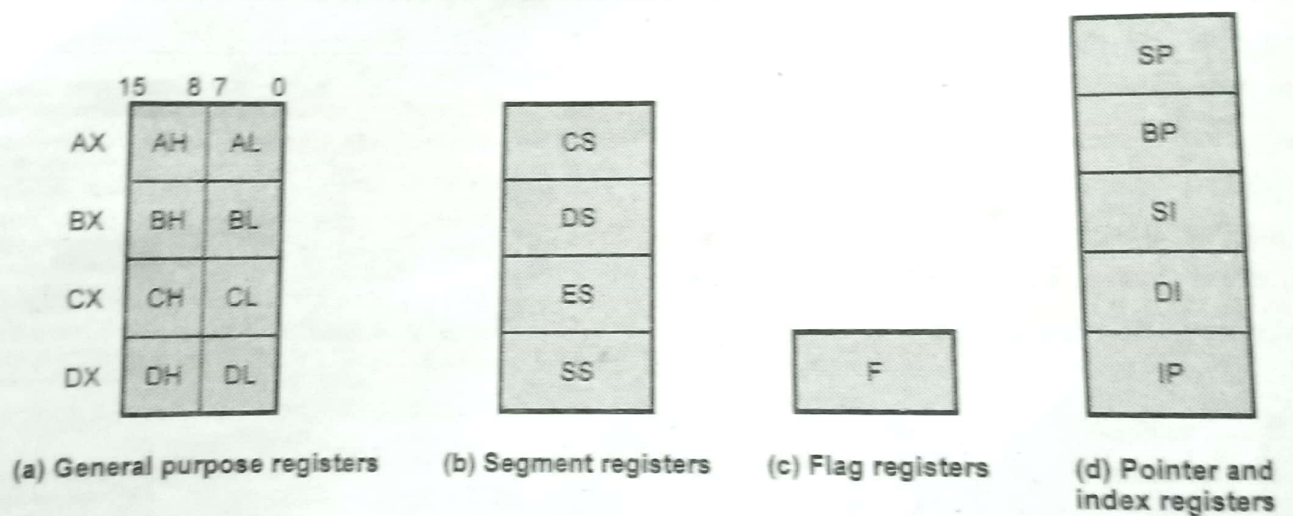 15 8 7 0
AX AH AL
BX BH BL
CX CH CL
DX DH DL
(a) General purpose registers
CS
DS
ES
SS
(b) Segment registers
F
(c) Flag registers
SP
BP
SI
DI
IP
(d) Pointer and
index registers